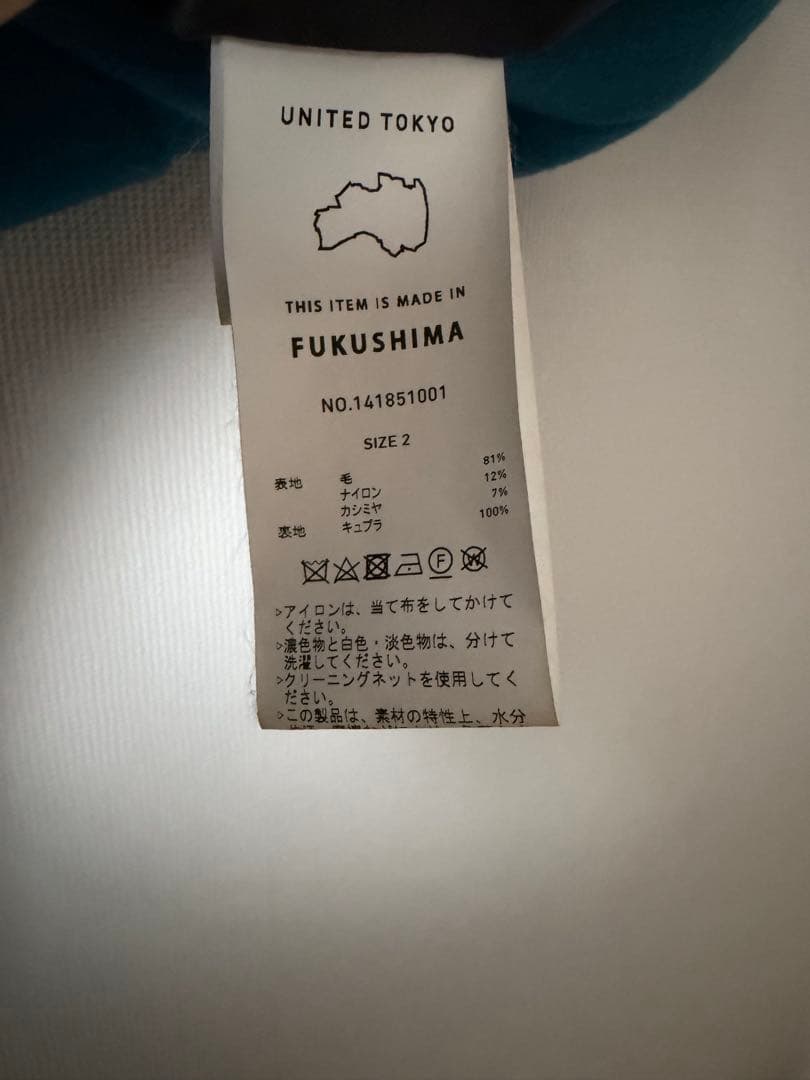 UNITED TOKYO
THIS ITEM IS MADE IN
FUKUSHIMA
NO.141851001
SIZE 2
表地 毛 81%
ナイロン 12%
カシミヤ 7%
裏地 キュプラ 100%
F W
▷アイロンは、当て布をしてかけて
ください。
▷濃色物と白色・淡色物は、分けて
洗濯してください。
▷クリーニングネットを使用してく
ださい。
▷この製品は、素材の特性上、水分